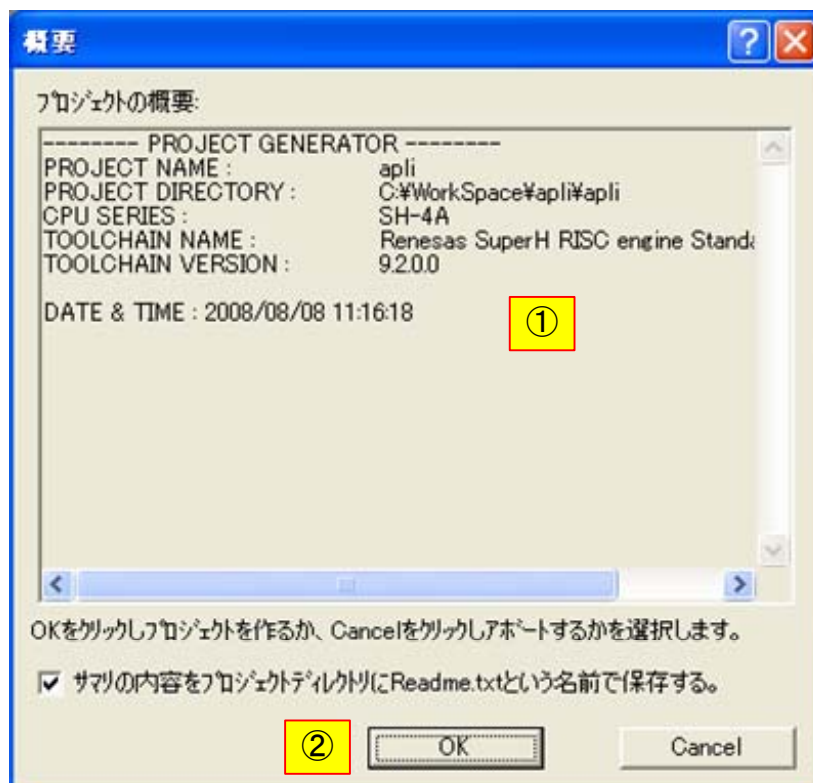 概要
プロジェクトの概要:
-------- PROJECT GENERATOR --------
PROJECT NAME : apli
PROJECT DIRECTORY : C:¥WorkSpace¥apli¥apli
CPU SERIES : SH-4A
TOOLCHAIN NAME : Renesas SuperH RISC engine
TOOLCHAIN VERSION : 9.2.0.0
DATE & TIME : 2008/08/08 11:16:18
①
OKをクリックしプロジェクトを作るか、Cancelをクリックしアボートするかを選択します。
サマリの内容をプロジェクトディレクトリにReadme.txtという名前で保存する。
② OK Cancel